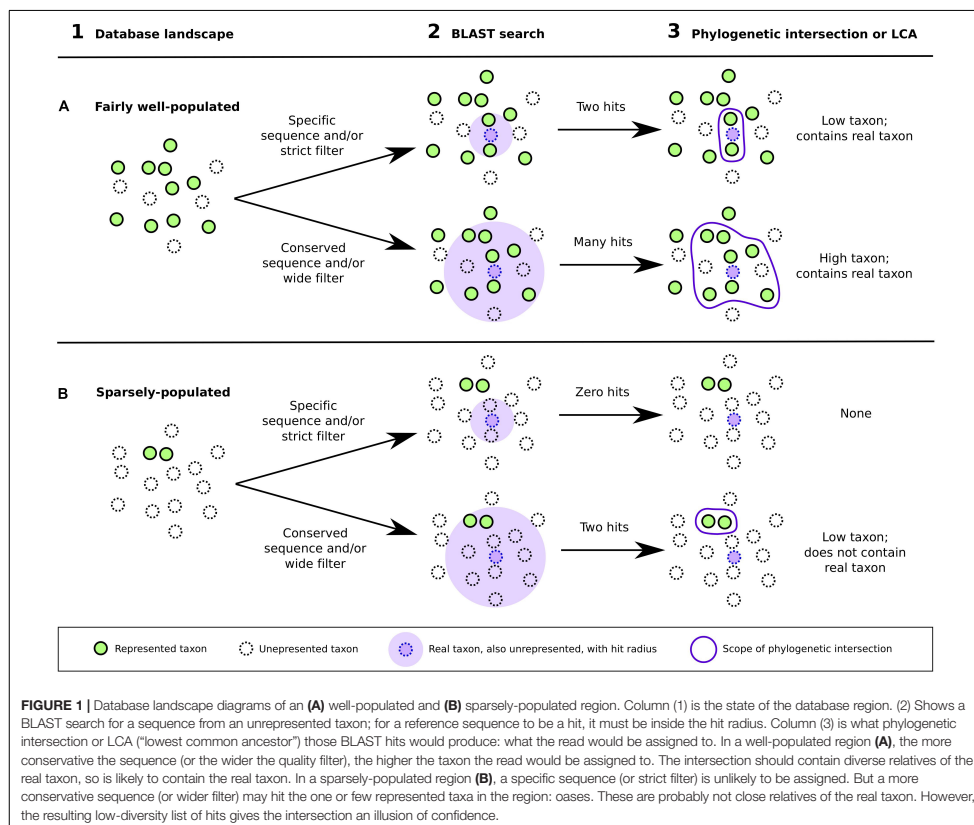 1 Database landscape
2 BLAST search
3 Phylogenetic intersection or LCA
A Fairly well-populated
Specific
sequence and/or
strict filter
Two hits
Low taxon;
contains real taxon
Conserved
sequence and/or
wide filter
Many hits
High taxon;
contains real taxon
B Sparsely-populated
Specific
sequence and/or
strict filter
Zero hits
None
Conserved
sequence and/or
wide filter
Two hits
Low taxon;
does not contain
real taxon
Represented taxon
Unepresented taxon
Real taxon, also unrepresented, with hit radius
Scope of phylogenetic intersection
FIGURE 1 | Database landscape diagrams of an (A) well-populated and (B) sparsely-populated region. Column (1) is the state of the database region. (2) Shows a
BLAST search for a sequence from an unrepresented taxon; for a reference sequence to be a hit, it must be inside the hit radius. Column (3) is what phylogenetic
intersection or LCA (“lowest common ancestor”) those BLAST hits would produce: what the read would be assigned to. In a well-populated region (A), the more
conservative the sequence (or the wider the quality filter), the higher the taxon the read would be assigned to. The intersection should contain diverse relatives of the
real taxon, so is likely to contain the real taxon. In a sparsely-populated region (B), a specific sequence (or strict filter) is unlikely to be assigned. But a more
conservative sequence (or wider filter) may hit the one or few represented taxa in the region: oases. These are probably not close relatives of the real taxon. However,
the resulting low-diversity list of hits gives the intersection an illusion of confidence.